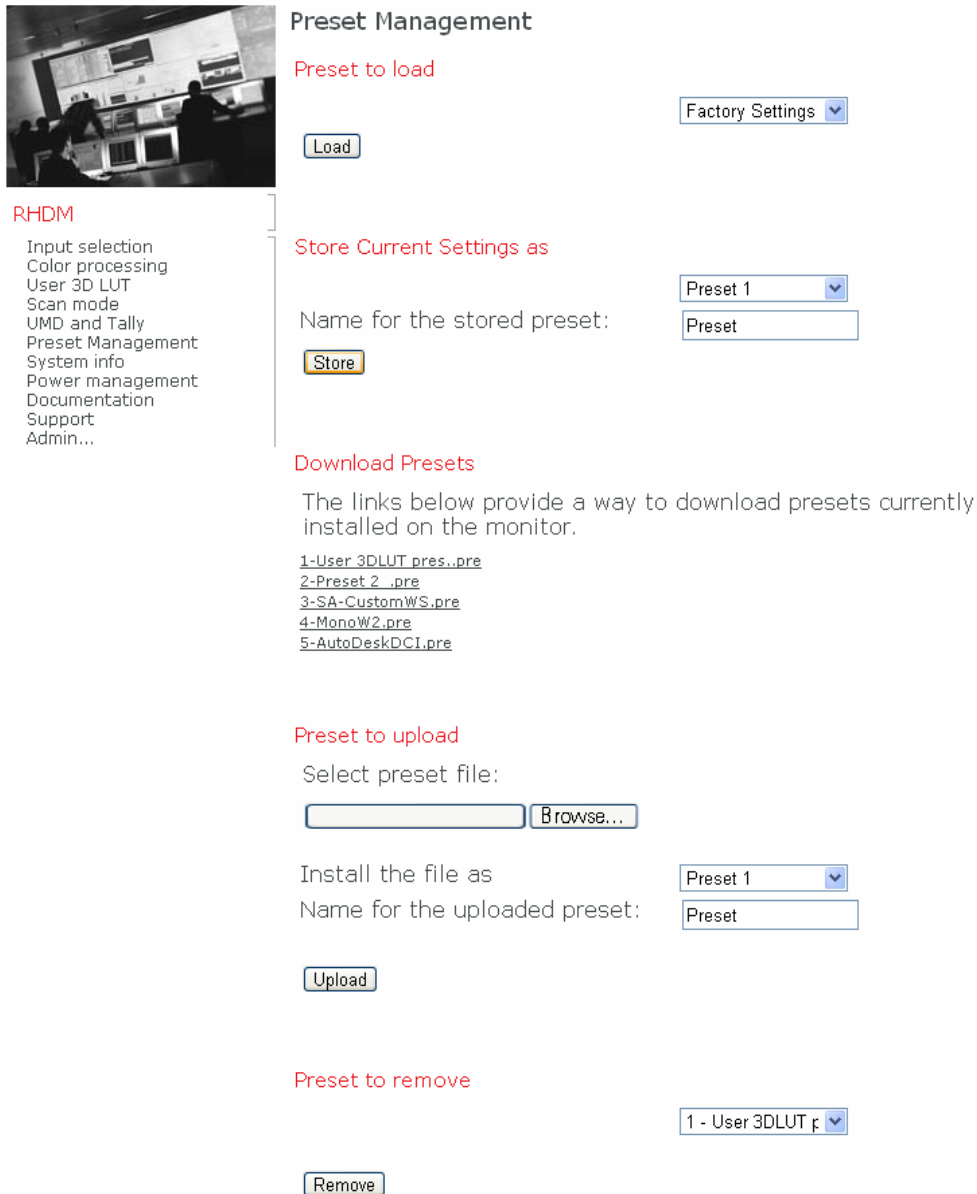 Preset Management
Preset to load
Factory Settings
Load
RHDM
Input selection
Color processing
User 3D LUT
Scan mode
UMD and Tally
Preset Management
System info
Power management
Documentation
Support
Admin...
Store Current Settings as
Preset 1
Name for the stored preset:
Preset
Store
Download Presets
The links below provide a way to download presets currently
installed on the monitor.
1-User 3DLUT pres..pre
2-Preset 2_.pre
3-SA-CustomWS.pre
4-MonoW2.pre
5-AutoDeskDCI.pre
Preset to upload
Select preset file:
Browse...
Install the file as
Preset 1
Name for the uploaded preset:
Preset
Upload
Preset to remove
1 - User 3DLUT p
Remove